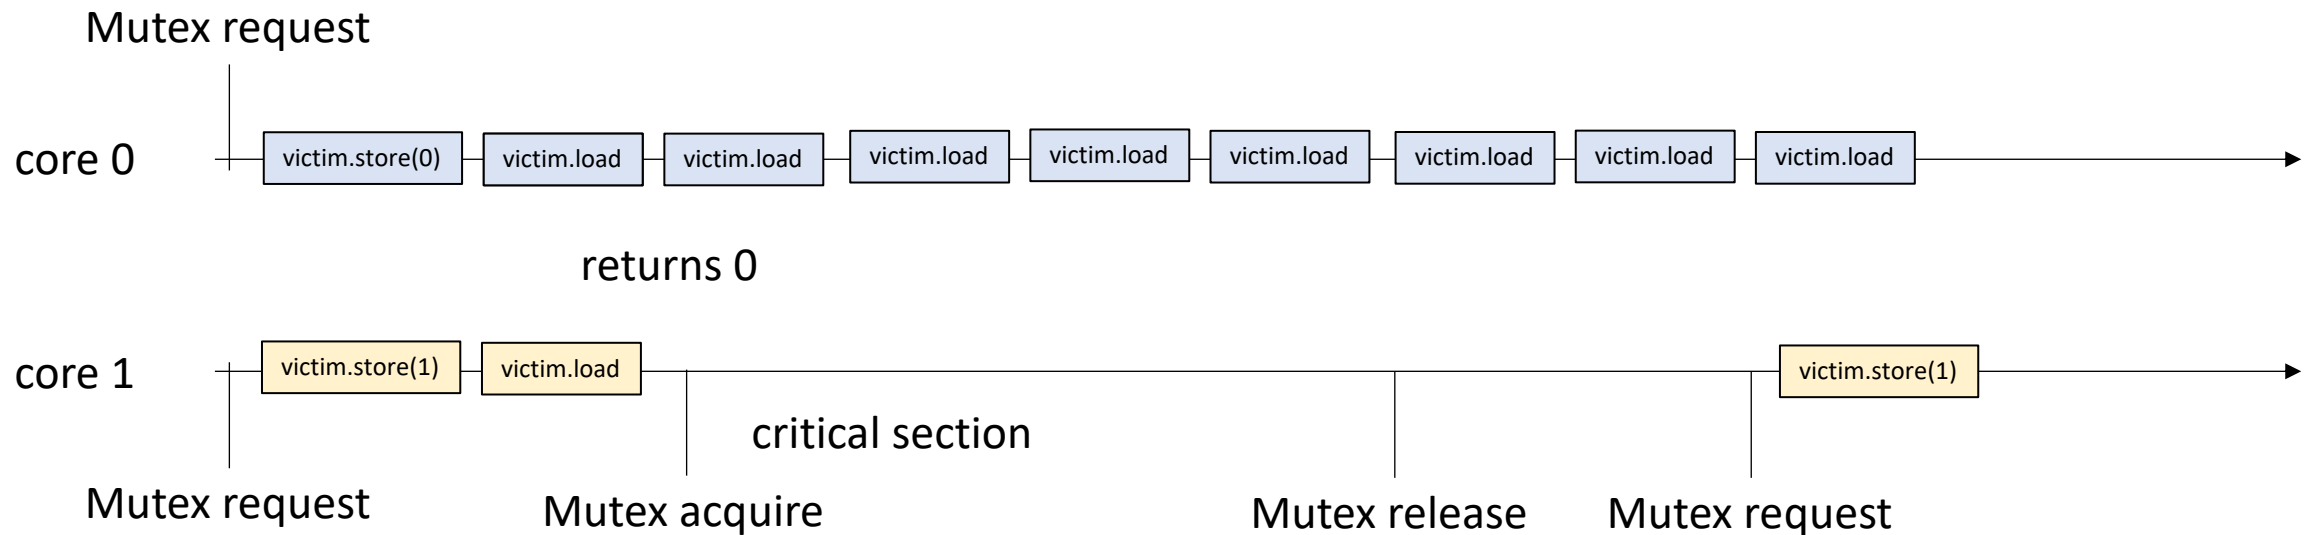 Mutex request
core 0
victim.store(0) victim.load victim.load victim.load victim.load victim.load victim.load victim.load victim.load
returns 0
core 1
victim.store(1) victim.load victim.store(1)
critical section
Mutex request Mutex acquire Mutex release Mutex request